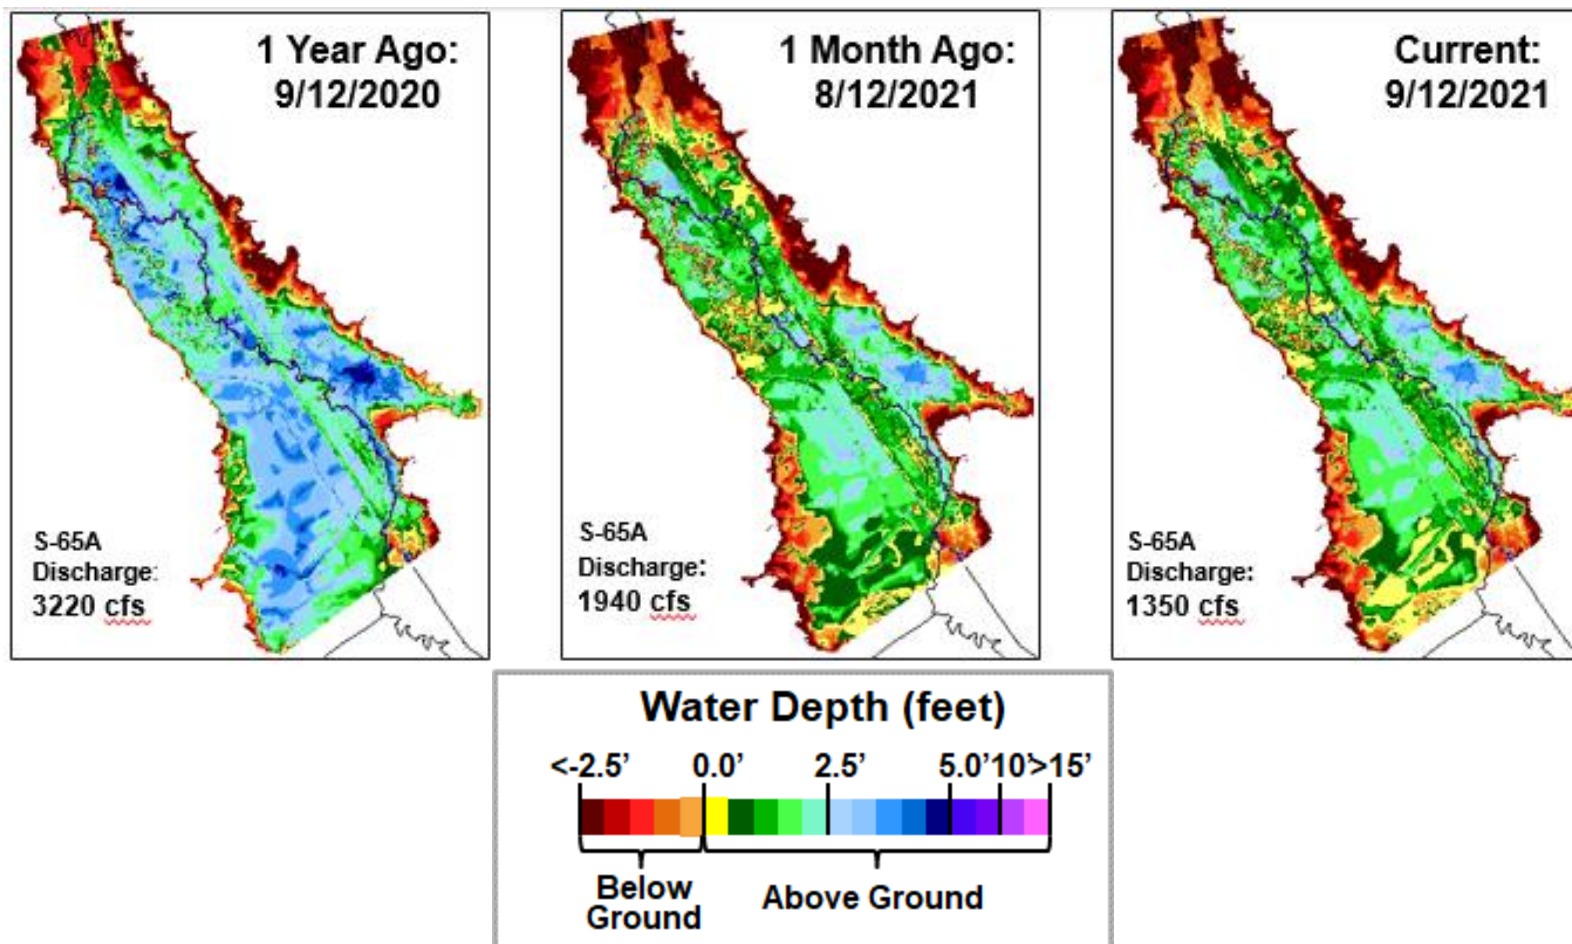 1 Year Ago:
9/12/2020
S-65A
Discharge:
3220 cfs
1 Month Ago:
8/12/2021
S-65A
Discharge:
1940 cfs
Current:
9/12/2021
S-65A
Discharge:
1350 cfs
Water Depth (feet)
<-2.5’ 0.0’ 2.5’ 5.0’10’>15’
Below
Ground
Above Ground